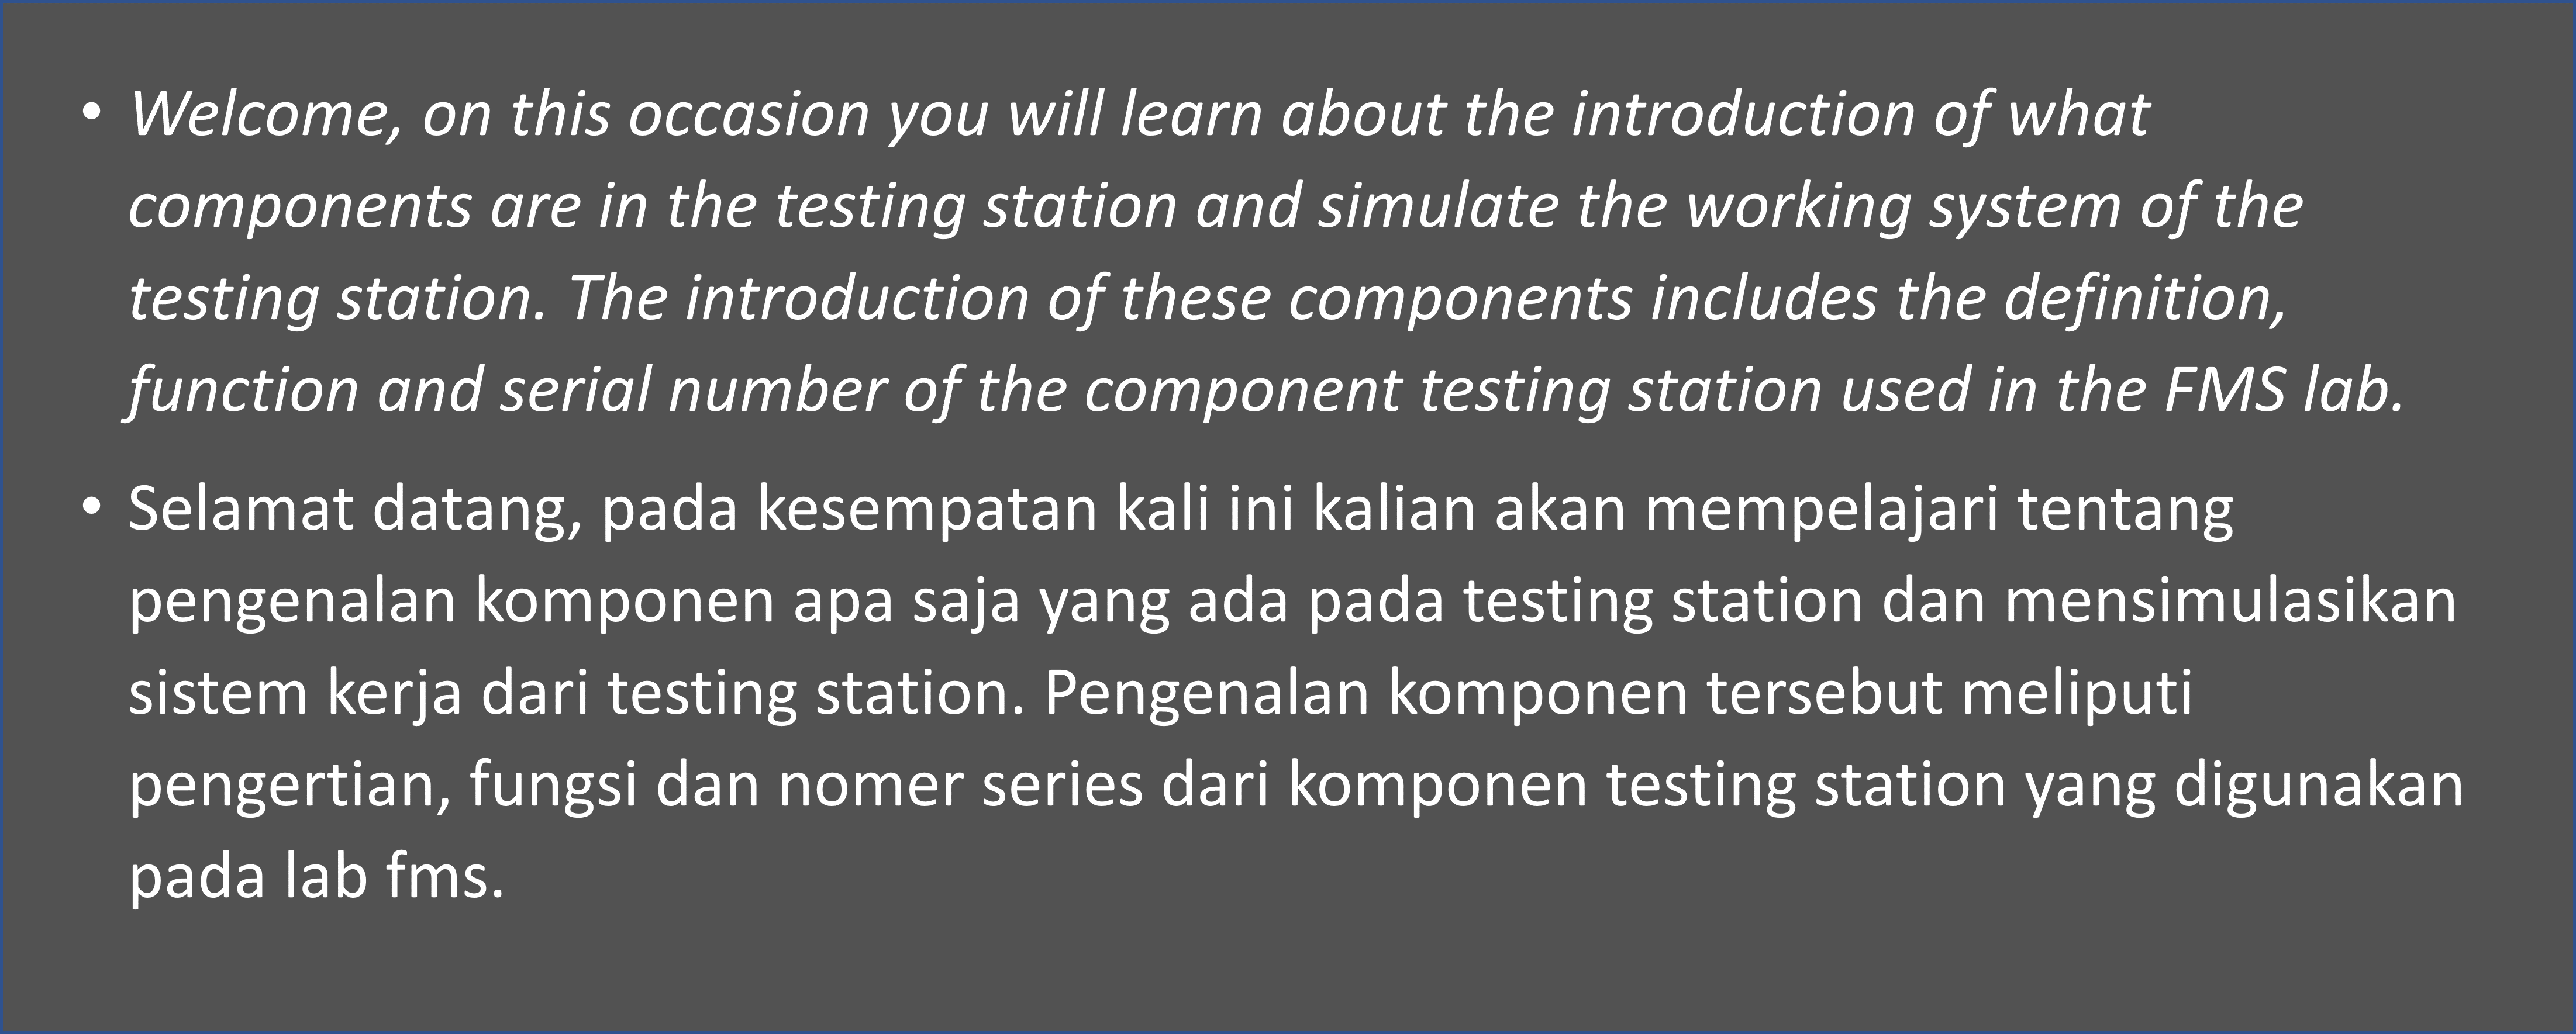 • Welcome, on this occasion you will learn about the introduction of what
components are in the testing station and simulate the working system of the
testing station. The introduction of these components includes the definition,
function and serial number of the component testing station used in the FMS lab.
• Selamat datang, pada kesempatan kali ini kalian akan mempelajari tentang
pengenalan komponen apa saja yang ada pada testing station dan mensimulasikan
sistem kerja dari testing station. Pengenalan komponen tersebut meliputi
pengertian, fungsi dan nomer series dari komponen testing station yang digunakan
pada lab fms.